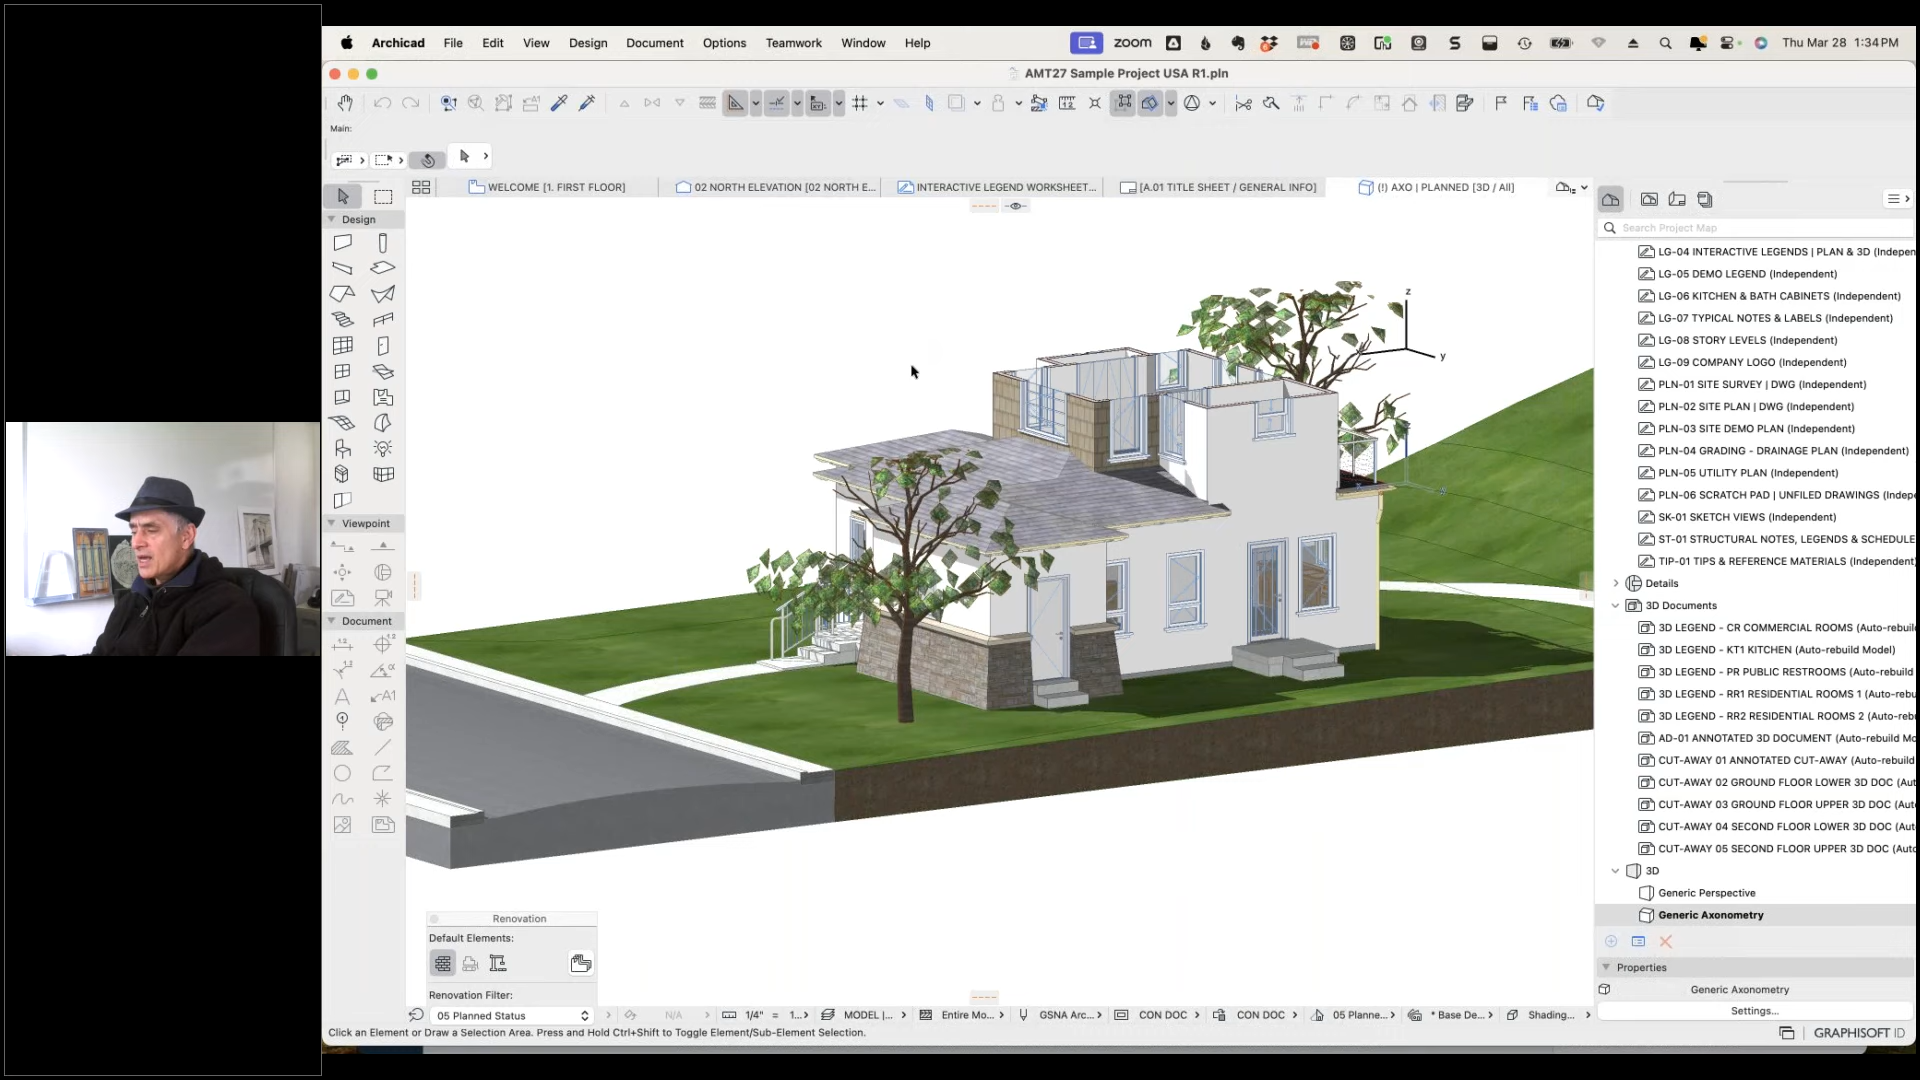 Archicad File Edit View Design Document Options Teamwork Window Help
zoom
Thu Mar 28 1:34 PM
AMT27 Sample Project USA R1.pln
Main:
WELCOME [1. FIRST FLOOR]
02 NORTH ELEVATION [02 NORTH E...
INTERACTIVE LEGEND WORKSHEET...
[A.01 TITLE SHEET / GENERAL INFO]
(!) AXO | PLANNED [3D / All]
Design
Viewpoint
Document
z
y
Search Project Map
LG-04 INTERACTIVE LEGENDS | PLAN & 3D (Indepen
LG-05 DEMO LEGEND (Independent)
LG-06 KITCHEN & BATH CABINETS (Independent)
LG-07 TYPICAL NOTES & LABELS (Independent)
LG-08 STORY LEVELS (Independent)
LG-09 COMPANY LOGO (Independent)
PLN-01 SITE SURVEY | DWG (Independent)
PLN-02 SITE PLAN | DWG (Independent)
PLN-03 SITE DEMO PLAN (Independent)
PLN-04 GRADING - DRAINAGE PLAN (Independent)
PLN-05 UTILITY PLAN (Independent)
PLN-06 SCRATCH PAD | UNFILED DRAWINGS (Indepe
SK-01 SKETCH VIEWS (Independent)
ST-01 STRUCTURAL NOTES, LEGENDS & SCHEDULE
TIP-01 TIPS & REFERENCE MATERIALS (Independent)
Details
3D Documents
3D LEGEND - CR COMMERCIAL ROOMS (Auto-rebuil
3D LEGEND - KT1 KITCHEN (Auto-rebuild Model)
3D LEGEND - PR PUBLIC RESTROOMS (Auto-rebuild
3D LEGEND - RR1 RESIDENTIAL ROOMS 1 (Auto-rebu
3D LEGEND - RR2 RESIDENTIAL ROOMS 2 (Auto-rebu
AD-01 ANNOTATED 3D DOCUMENT (Auto-rebuild Mo
CUT-AWAY 01 ANNOTATED CUT-AWAY (Auto-rebuild
CUT-AWAY 02 GROUND FLOOR LOWER 3D DOC (Aut
CUT-AWAY 03 GROUND FLOOR UPPER 3D DOC (Aut
CUT-AWAY 04 SECOND FLOOR LOWER 3D DOC (Aut
CUT-AWAY 05 SECOND FLOOR UPPER 3D DOC (Aut
3D
Generic Perspective
Generic Axonometry
Properties
Generic Axonometry
Settings...
Renovation
Default Elements:
Renovation Filter:
05 Planned Status
N/A
1/4" = 1...
MODEL |...
Entire Mo...
GSNA Arc...
CON DOC
CON DOC
05 Planne...
* Base De...
Shading...
Click an Element or Draw a Selection Area. Press and Hold Ctrl+Shift to Toggle Element/Sub-Element Selection.
GRAPHISOFT ID